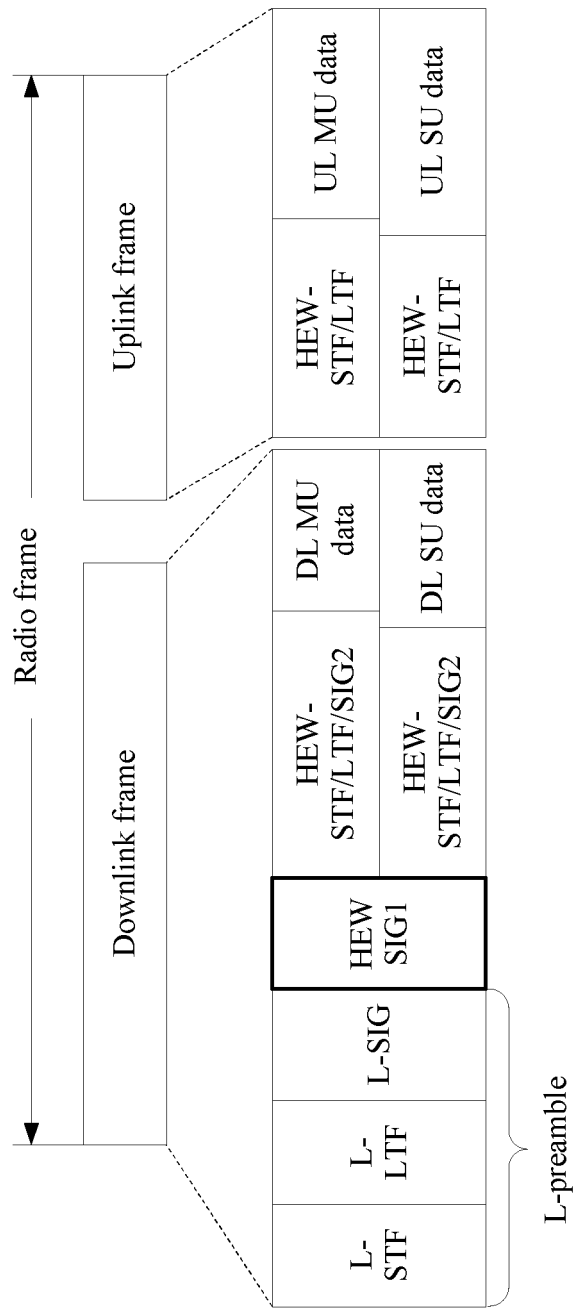 Radio frame
Downlink frame
Uplink frame
L-
STF
L-
LTF
L-SIG
HEW
SIG1
HEW-
STF/LTF/SIG2
DL MU
data
HEW-
STF/LTF
UL MU data
HEW-
STF/LTF/SIG2
DL SU data
HEW-
STF/LTF
UL SU data
L-preamble